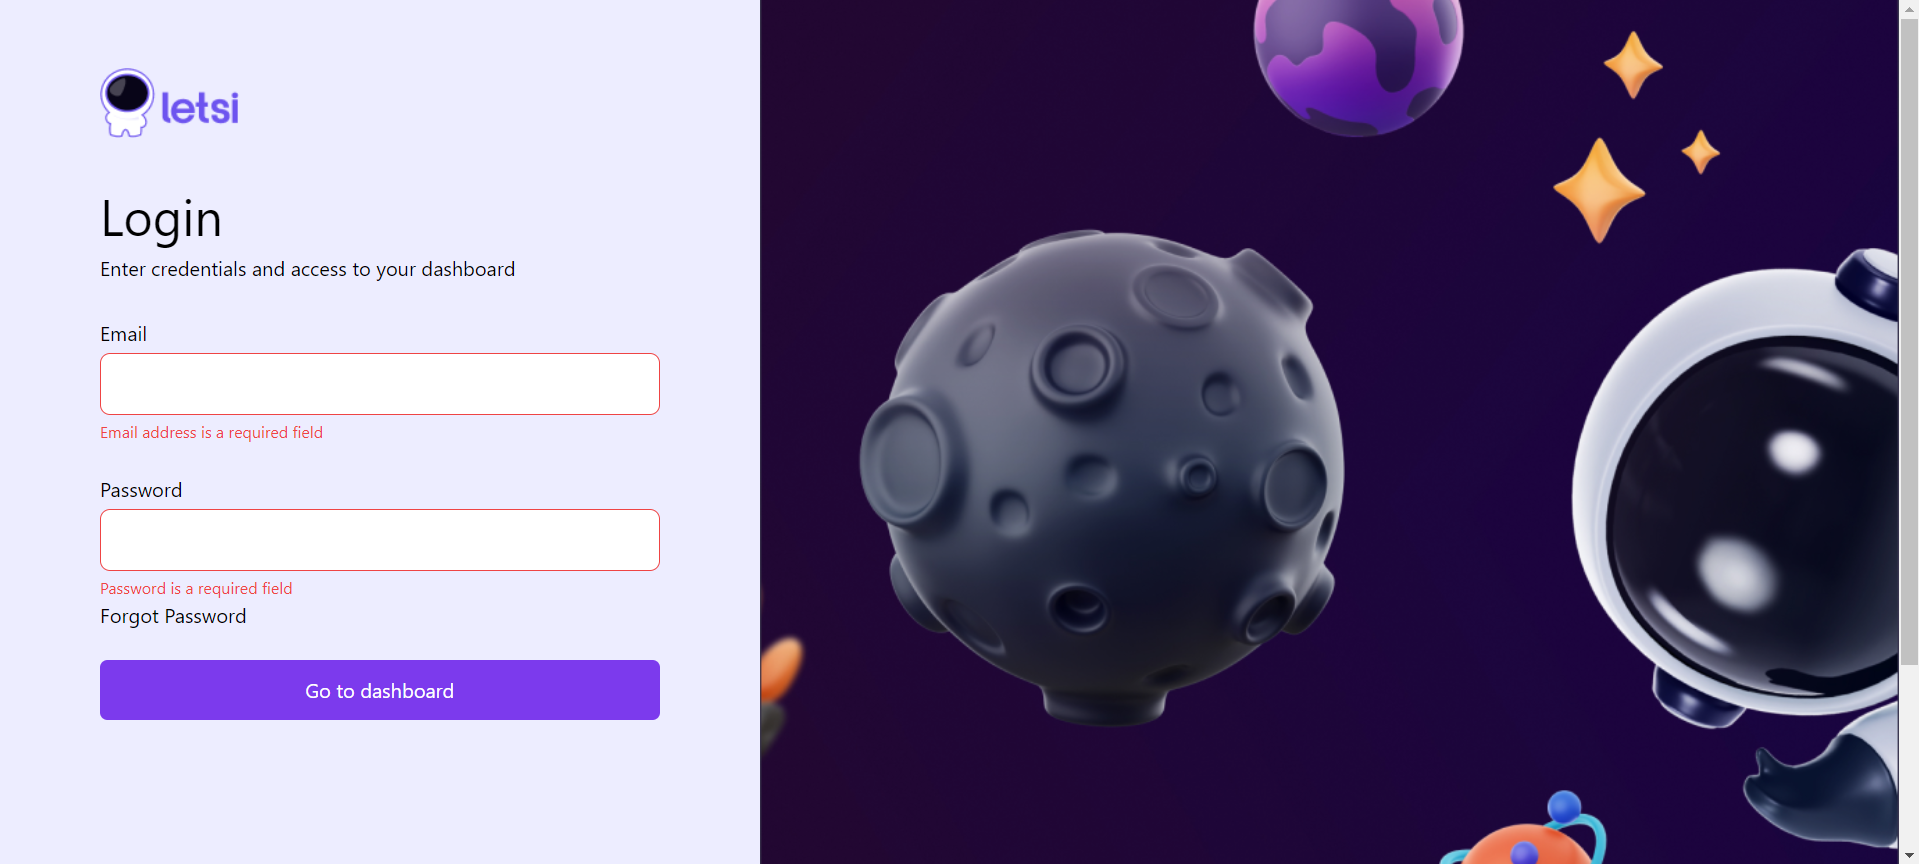 letsi
Login
Enter credentials and access to your dashboard
Email
Email address is a required field
Password
Password is a required field
Forgot Password
Go to dashboard